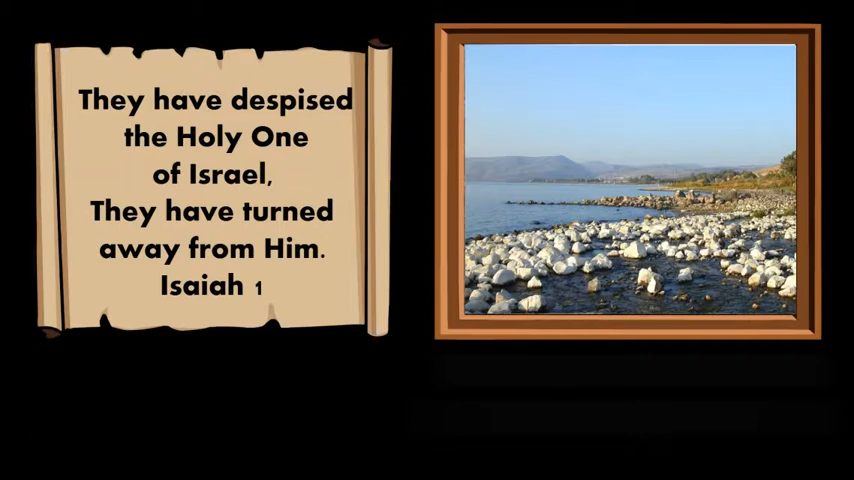 They have despised
the Holy One
of Israel,
They have turned
away from Him.
Isaiah 1